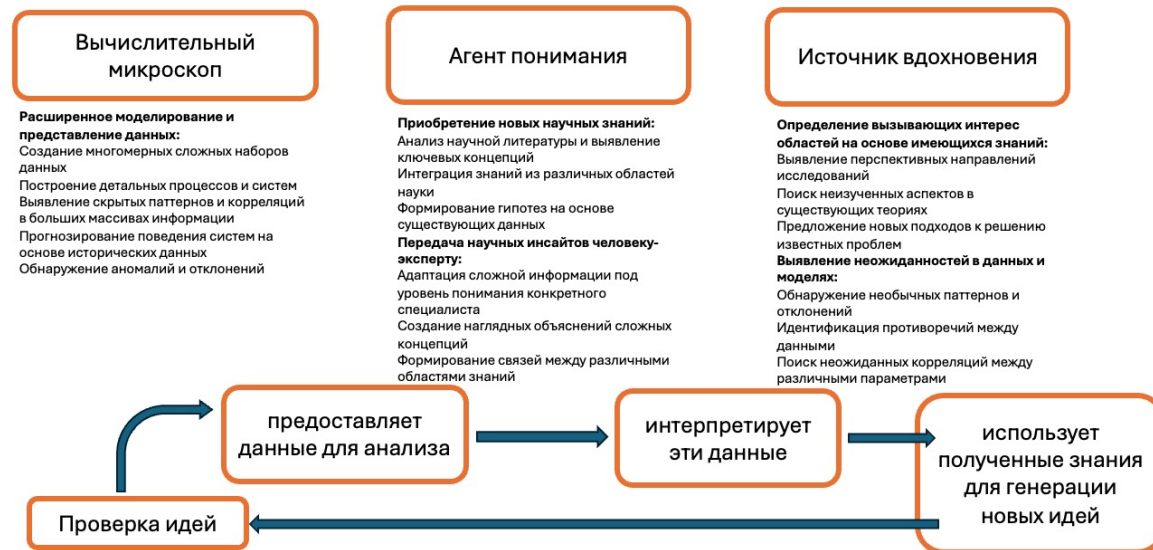 Вычислительный
микроскоп
Расширенное моделирование и
представление данных:
Создание многомерных сложных наборов
данных
Построение детальных процессов и систем
Выявление скрытых паттернов и корреляций
в больших массивах информации
Прогнозирование поведения систем на
основе исторических данных
Обнаружение аномалий и отклонений
Агент понимания
Приобретение новых научных знаний:
Анализ научной литературы и выявление
ключевых концепций
Интеграция знаний из различных областей
науки
Формирование гипотез на основе
существующих данных
Передача научных инсайтов человеку-
эксперту:
Адаптация сложной информации под
уровень понимания конкретного
специалиста
Создание наглядных объяснений сложных
концепций
Формирование связей между различными
областями знаний
Источник вдохновения
Определение вызывающих интерес
областей на основе имеющихся знаний:
Выявление перспективных направлений
исследований
Поиск неизученных аспектов в
существующих теориях
Предложение новых подходов к решению
известных проблем
Выявление неожиданностей в данных и
моделях:
Обнаружение необычных паттернов и
отклонений
Идентификация противоречий между
данными
Поиск неожиданных корреляций между
различными параметрами
предоставляет
данные для анализа
интерпретирует
эти данные
использует
полученные знания
для генерации
новых идей
Проверка идей